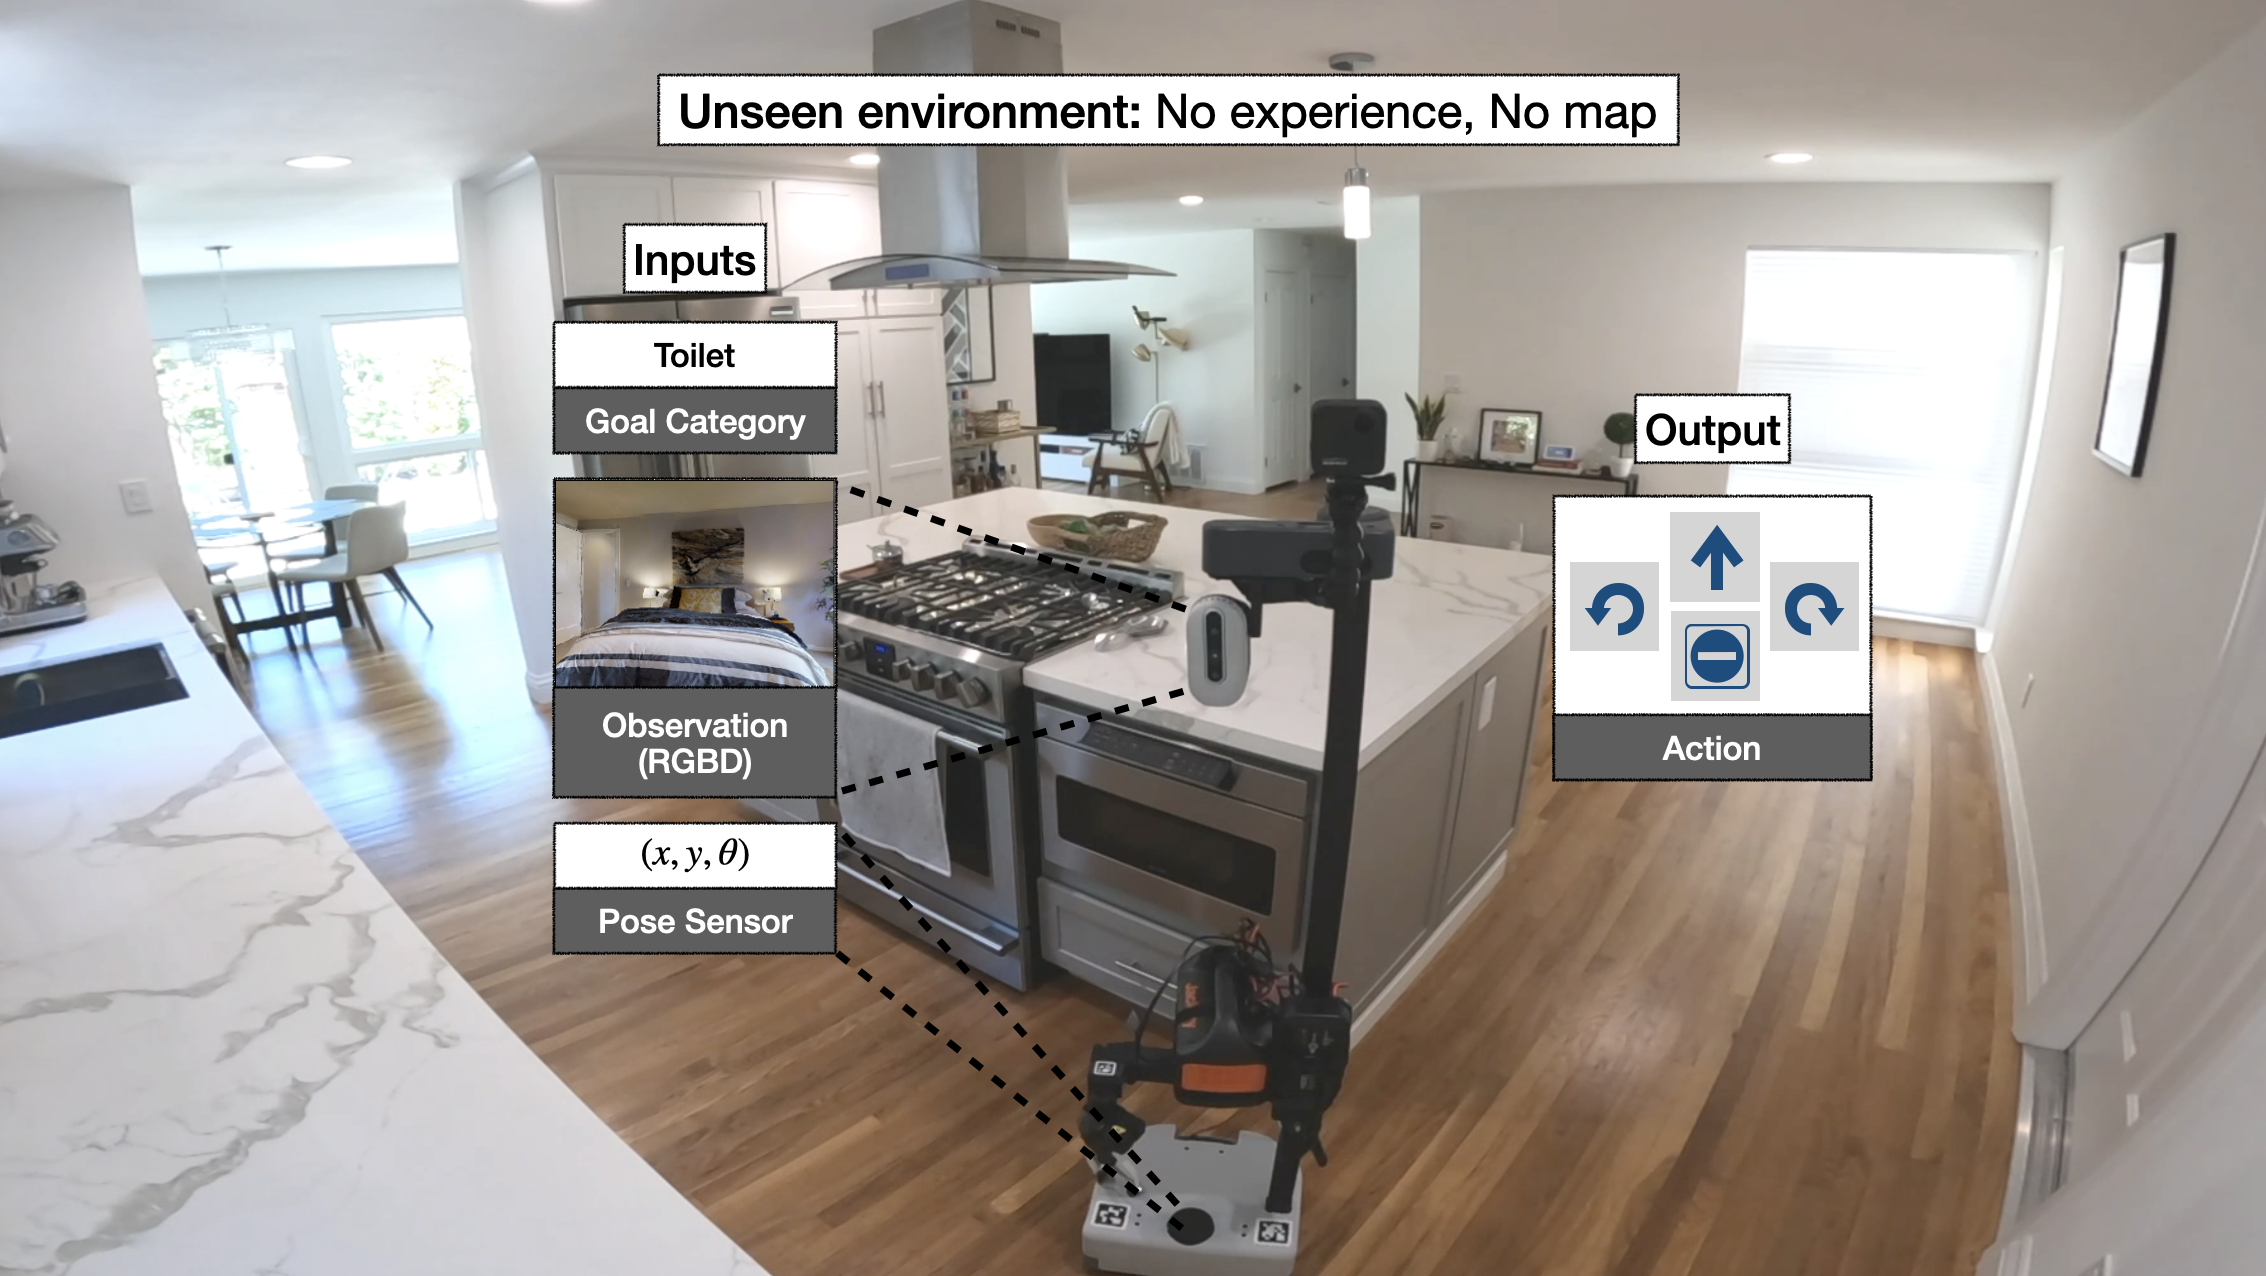 Unseen environment: No experience, No map
Inputs
Toilet
Goal Category
Observation
(RGBD)
(x, y, θ)
Pose Sensor
Output
Action